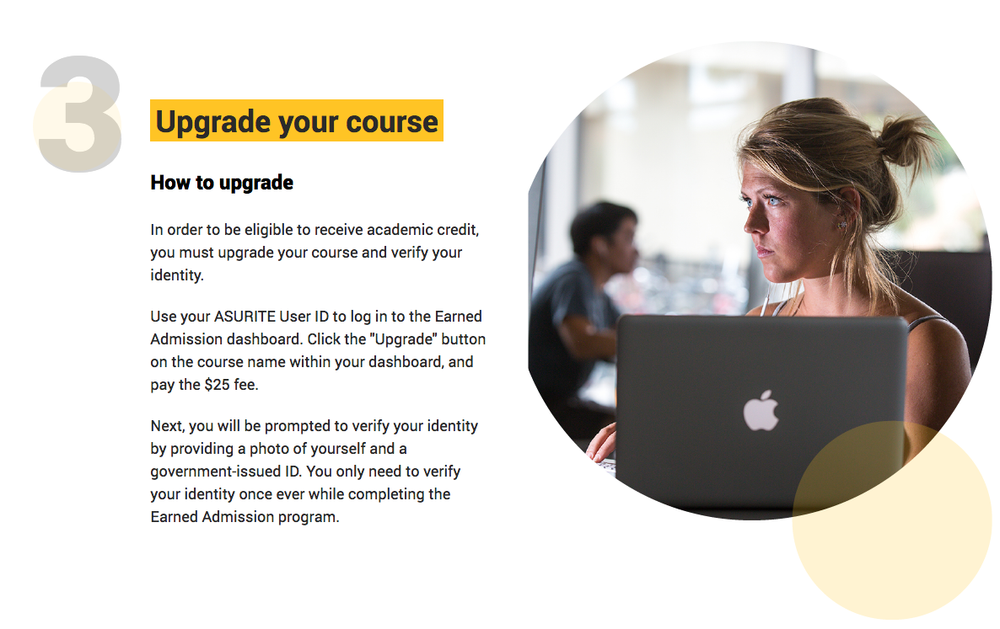 3
Upgrade your course
How to upgrade
In order to be eligible to receive academic credit,
you must upgrade your course and verify your
identity.
Use your ASURITE User ID to log in to the Earned
Admission dashboard. Click the "Upgrade" button
on the course name within your dashboard, and
pay the $25 fee.
Next, you will be prompted to verify your identity
by providing a photo of yourself and a
government-issued ID. You only need to verify
your identity once ever while completing the
Earned Admission program.